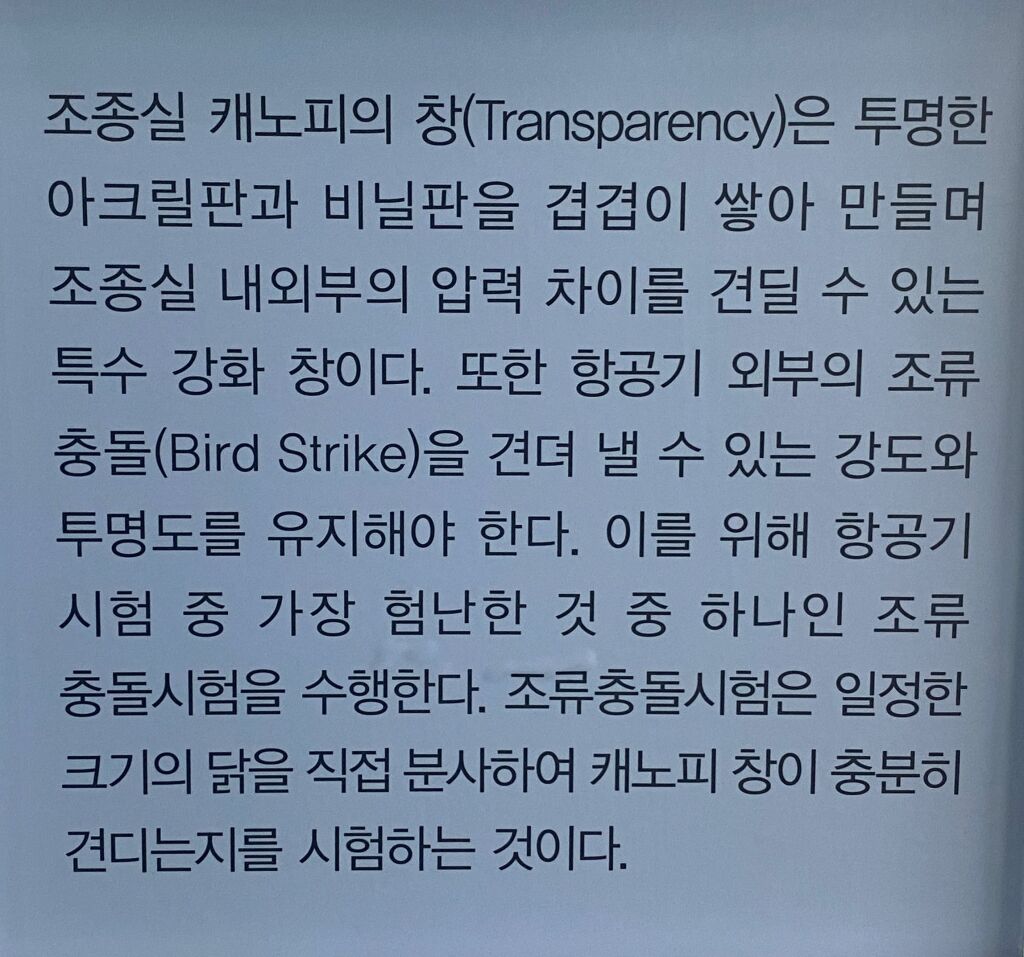 조종실 캐노피의 창(Transparency)은 투명한
아크릴판과 비닐판을 겹겹이 쌓아 만들며
조종실 내외부의 압력 차이를 견딜 수 있는
특수 강화 창이다. 또한 항공기 외부의 조류
충돌(Bird Strike)을 견뎌 낼 수 있는 강도와
투명도를 유지해야 한다. 이를 위해 항공기
시험 중 가장 험난한 것 중 하나인 조류
충돌시험을 수행한다. 조류충돌시험은 일정한
크기의 닭을 직접 분사하여 캐노피 창이 충분히
견디는지를 시험하는 것이다.